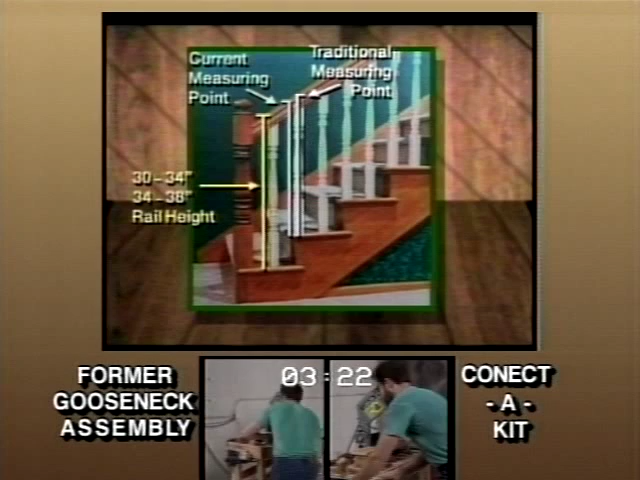 Current
Measuring
Point
Traditional
Measuring
Point
30-34"
34-38"
Rail Height
FORMER
GOOSENECK
ASSEMBLY
03:22
CONECT
- A -
KIT